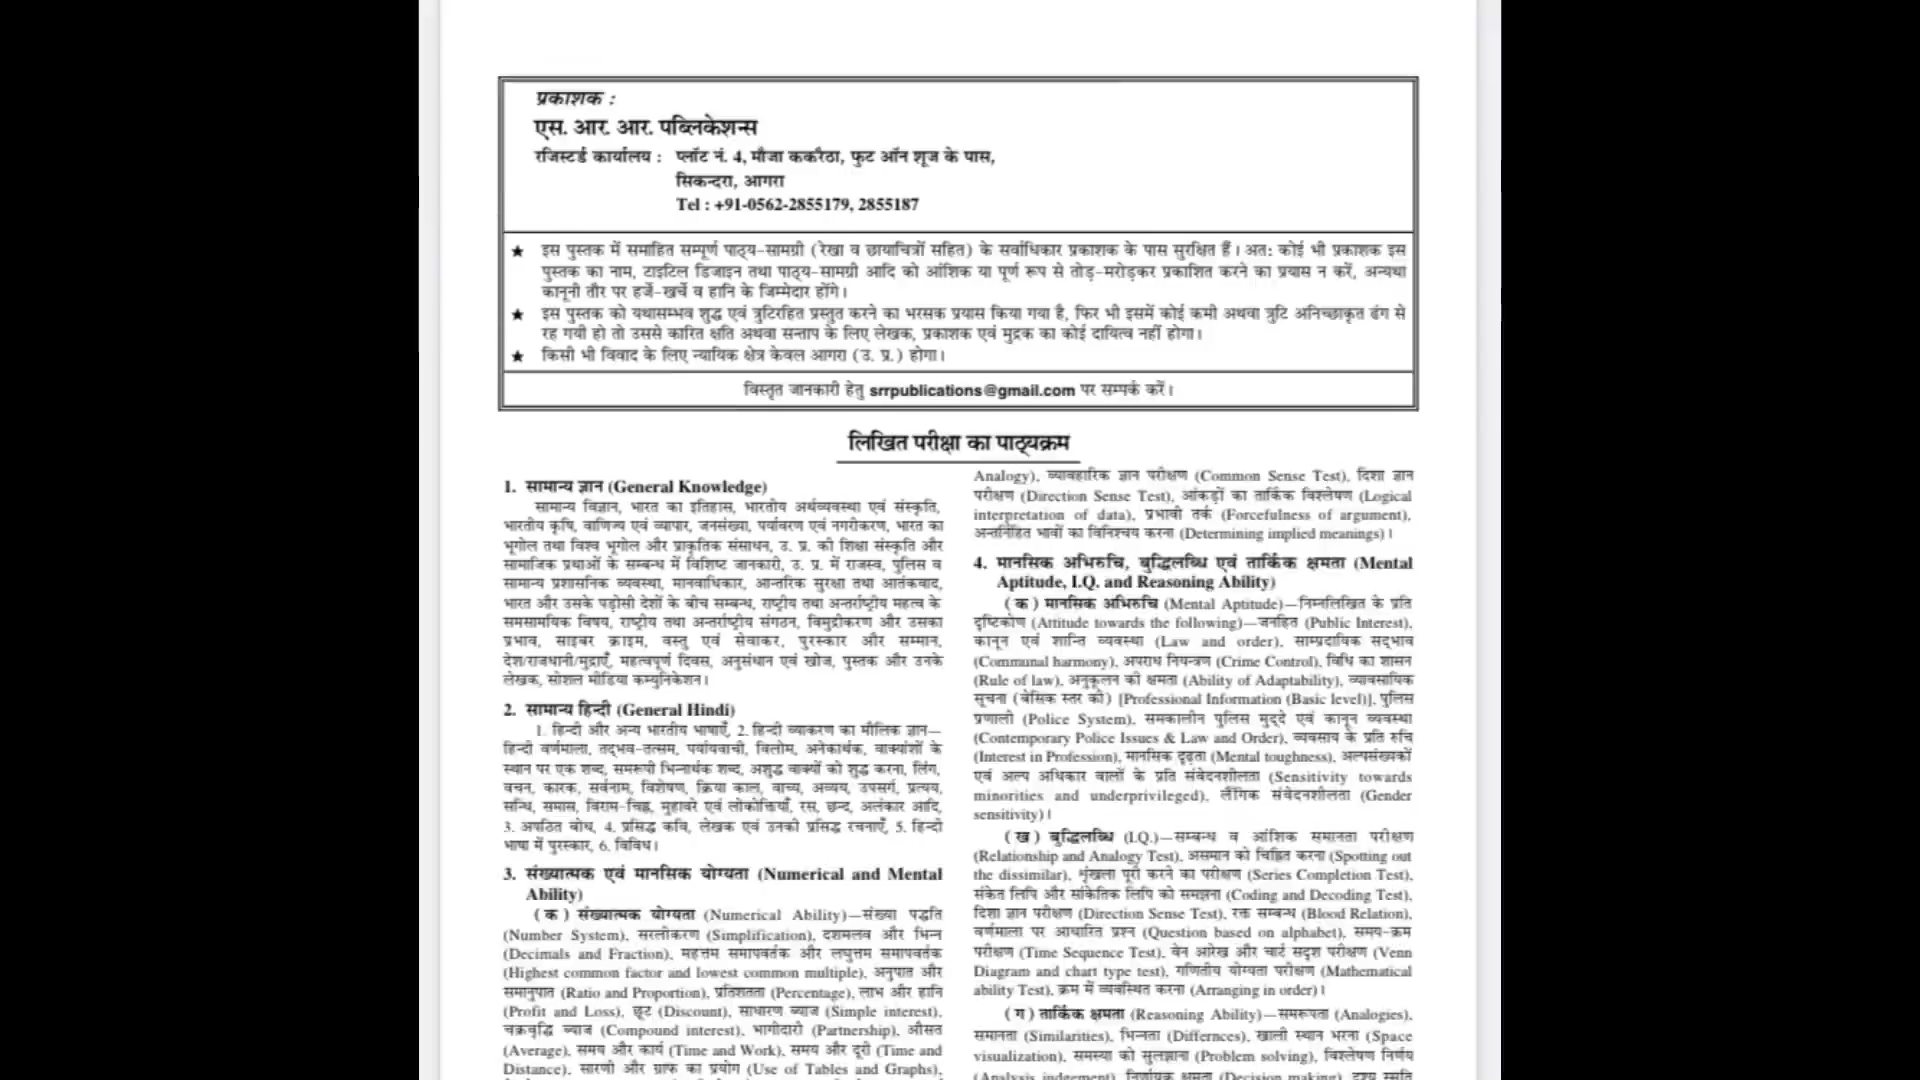 प्रकाशक :
एस. आर. आर. पब्लिकेशन्स
रजिस्टर्ड कार्यालय : प्लॉट नं. 4, मौजा ककरैठा, फुट ऑन शूज के पास,
सिकन्दरा, आगरा
Tel : +91-0562-2855179, 2855187
★ इस पुस्तक में समाहित सम्पूर्ण पाठ्य-सामग्री (रेखा व छायाचित्रों सहित) के सर्वाधिकार प्रकाशक के पास सुरक्षित हैं। अतः कोई भी प्रकाशक इस
पुस्तक का नाम, टाइटिल डिजाइन तथा पाठ्य-सामग्री आदि को आंशिक या पूर्ण रूप से तोड़-मरोड़कर प्रकाशित करने का प्रयास न करें, अन्यथा
कानूनी तौर पर हर्जे-खर्चे व हानि के जिम्मेदार होंगे।
★ इस पुस्तक को यथासम्भव शुद्ध एवं त्रुटिरहित प्रस्तुत करने का भरसक प्रयास किया गया है, फिर भी इसमें कोई कमी अथवा त्रुटि अनिच्छाकृत ढंग से
रह गयी हो तो उससे कारित क्षति अथवा सन्ताप के लिए लेखक, प्रकाशक एवं मुद्रक का कोई दायित्व नहीं होगा।
★ किसी भी विवाद के लिए न्यायिक क्षेत्र केवल आगरा (उ. प्र.) होगा।
विस्तृत जानकारी हेतु srrpublications@gmail.com पर सम्पर्क करें।
लिखित परीक्षा का पाठ्यक्रम
1. सामान्य ज्ञान (General Knowledge)
सामान्य विज्ञान, भारत का इतिहास, भारतीय अर्थव्यवस्था एवं संस्कृति,
भारतीय कृषि, वाणिज्य एवं व्यापार, जनसंख्या, पर्यावरण एवं नगरीकरण, भारत का
भूगोल तथा विश्व भूगोल और प्राकृतिक संसाधन, उ. प्र. की शिक्षा संस्कृति और
सामाजिक प्रथाओं के सम्बन्ध में विशिष्ट जानकारी, उ. प्र. में राजस्व, पुलिस व
सामान्य प्रशासनिक व्यवस्था, मानवाधिकार, आन्तरिक सुरक्षा तथा आतंकवाद,
भारत और उसके पड़ोसी देशों के बीच सम्बन्ध, राष्ट्रीय तथा अन्तर्राष्ट्रीय महत्व के
समसामयिक विषय, राष्ट्रीय तथा अन्तर्राष्ट्रीय संगठन, विमुद्रीकरण और उसका
प्रभाव, साइबर क्राइम, वस्तु एवं सेवाकर, पुरस्कार और सम्मान,
देश/राजधानी/मुद्राएँ, महत्वपूर्ण दिवस, अनुसंधान एवं खोज, पुस्तक और उनके
लेखक, सोशल मीडिया कम्युनिकेशन।
2. सामान्य हिन्दी (General Hindi)
1. हिन्दी और अन्य भारतीय भाषाएँ, 2. हिन्दी व्याकरण का मौलिक ज्ञान—
हिन्दी वर्णमाला, तद्भव-तत्सम, पर्यायवाची, विलोम, अनेकार्थक, वाक्यांशों के
स्थान पर एक शब्द, समरूपी भिन्नार्थक शब्द, अशुद्ध वाक्यों को शुद्ध करना, लिंग,
वचन, कारक, सर्वनाम, विशेषण, क्रिया काल, वाच्य, अव्यय, उपसर्ग, प्रत्यय,
सन्धि, समास, विराम-चिह्न, मुहावरे एवं लोकोक्तियाँ, रस, छन्द, अलंकार आदि,
3. अपठित बोध, 4. प्रसिद्ध कवि, लेखक एवं उनकी प्रसिद्ध रचनाएँ, 5. हिन्दी
भाषा में पुरस्कार, 6. विविध।
3. संख्यात्मक एवं मानसिक योग्यता (Numerical and Mental
Ability)
(क) संख्यात्मक योग्यता (Numerical Ability)—संख्या पद्धति
(Number System), सरलीकरण (Simplification), दशमलव और भिन्न
(Decimals and Fraction), महत्तम समापवर्तक और लघुत्तम समापवर्तक
(Highest common factor and lowest common multiple), अनुपात और
समानुपात (Ratio and Proportion), प्रतिशतता (Percentage), लाभ और हानि
(Profit and Loss), छूट (Discount), साधारण ब्याज (Simple interest),
चक्रवृद्धि ब्याज (Compound interest), भागीदारी (Partnership), औसत
(Average), समय और कार्य (Time and Work), समय और दूरी (Time and
Distance), सारणी और ग्राफ का प्रयोग (Use of Tables and Graphs),
Analogy), व्यावहारिक ज्ञान परीक्षण (Common Sense Test), दिशा ज्ञान
परीक्षण (Direction Sense Test), आंकड़ों का तार्किक विश्लेषण (Logical
interpretation of data), प्रभावी तर्क (Forcefulness of argument),
अन्तर्निहित भावों का विनिश्चय करना (Determining implied meanings)।
4. मानसिक अभिरुचि, बुद्धिलब्धि एवं तार्किक क्षमता (Mental
Aptitude, I.Q. and Reasoning Ability)
(क) मानसिक अभिरुचि (Mental Aptitude)—निम्नलिखित के प्रति
दृष्टिकोण (Attitude towards the following)—जनहित (Public Interest),
कानून एवं शान्ति व्यवस्था (Law and order), साम्प्रदायिक सद्भाव
(Communal harmony), अपराध नियन्त्रण (Crime Control), विधि का शासन
(Rule of law), अनुकूलन की क्षमता (Ability of Adaptability), व्यावसायिक
सूचना (बेसिक स्तर की) [Professional Information (Basic level)], पुलिस
प्रणाली (Police System), समकालीन पुलिस मुद्दे एवं कानून व्यवस्था
(Contemporary Police Issues & Law and Order), व्यवसाय के प्रति रुचि
(Interest in Profession), मानसिक दृढ़ता (Mental toughness), अल्पसंख्यकों
एवं अल्प अधिकार वालों के प्रति संवेदनशीलता (Sensitivity towards
minorities and underprivileged), लैंगिक संवेदनशीलता (Gender
sensitivity)।
(ख) बुद्धिलब्धि (I.Q.)—सम्बन्ध व आंशिक समानता परीक्षण
(Relationship and Analogy Test), असमान को चिह्नित करना (Spotting out
the dissimilar), शृंखला पूरी करने का परीक्षण (Series Completion Test),
संकेत लिपि और सांकेतिक लिपि को समझना (Coding and Decoding Test),
दिशा ज्ञान परीक्षण (Direction Sense Test), रक्त सम्बन्ध (Blood Relation),
वर्णमाला पर आधारित प्रश्न (Question based on alphabet), समय-क्रम
परीक्षण (Time Sequence Test), वेन आरेख और चार्ट सदृश परीक्षण (Venn
Diagram and chart type test), गणितीय योग्यता परीक्षण (Mathematical
ability Test), क्रम में व्यवस्थित करना (Arranging in order)।
(ग) तार्किक क्षमता (Reasoning Ability)—समरूपता (Analogies),
समानता (Similarities), भिन्नता (Differnces), खाली स्थान भरना (Space
visualization), समस्या को सुलझाना (Problem solving), विश्लेषण निर्णय
(Analysis judgement), निर्णायक क्षमता (Decision making), दृश्य स्मृति